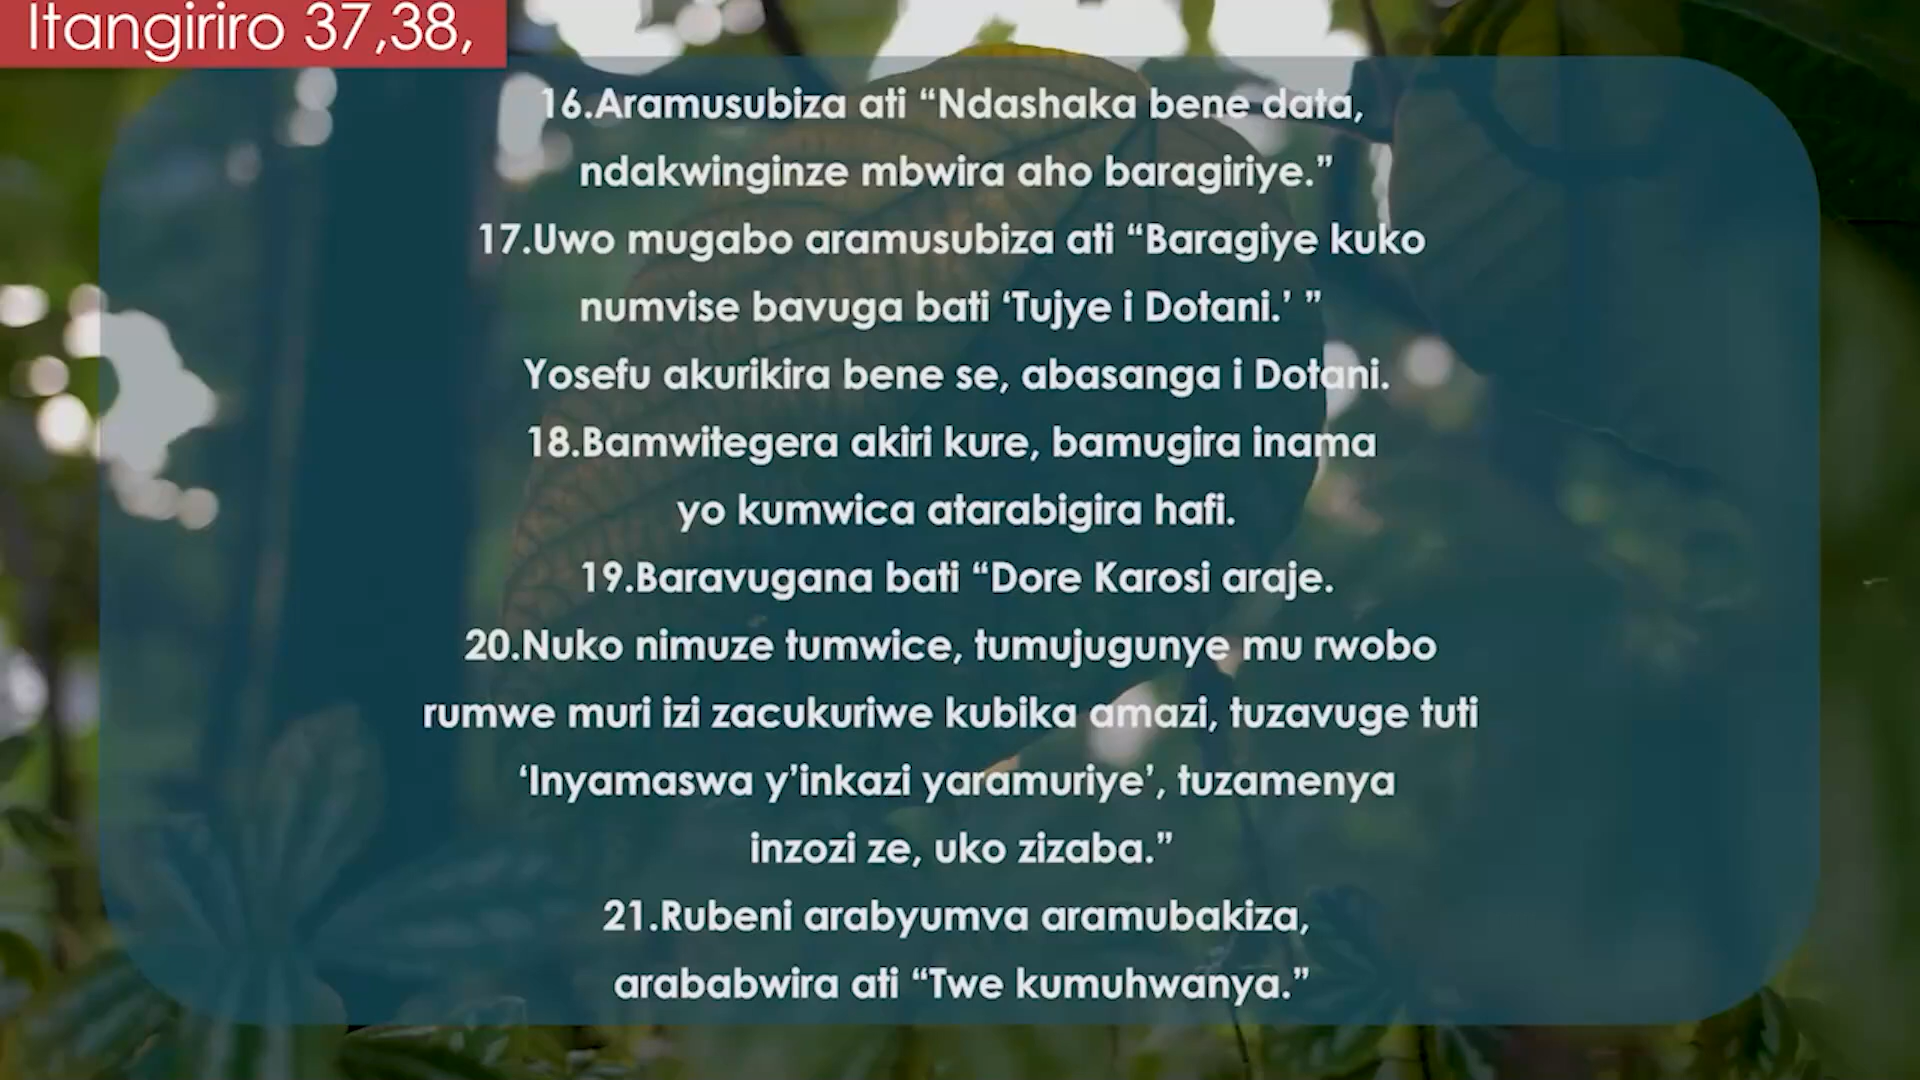 Itangiriro 37,38,
16.Aramusubiza ati “Ndashaka bene data,
ndakwinginze mbwira aho baragiriye.”
17.Uwo mugabo aramusubiza ati “Baragiye kuko
numvise bavuga bati ‘Tujye i Dotani.’ ”
Yosefu akurikira bene se, abasanga i Dotani.
18.Bamwitegera akiri kure, bamugira inama
yo kumwica atarabigira hafi.
19.Baravugana bati “Dore Karosi araje.
20.Nuko nimuze tumwice, tumujugunye mu rwobo
rumwe muri izi zacukuriwe kubika amazi, tuzavuge tuti
‘Inyamaswa y’inkazi yaramuriye’, tuzamenya
inzozi ze, uko zizaba.”
21.Rubeni arabyumva aramubakiza,
arababwira ati “Twe kumuhwanya.”